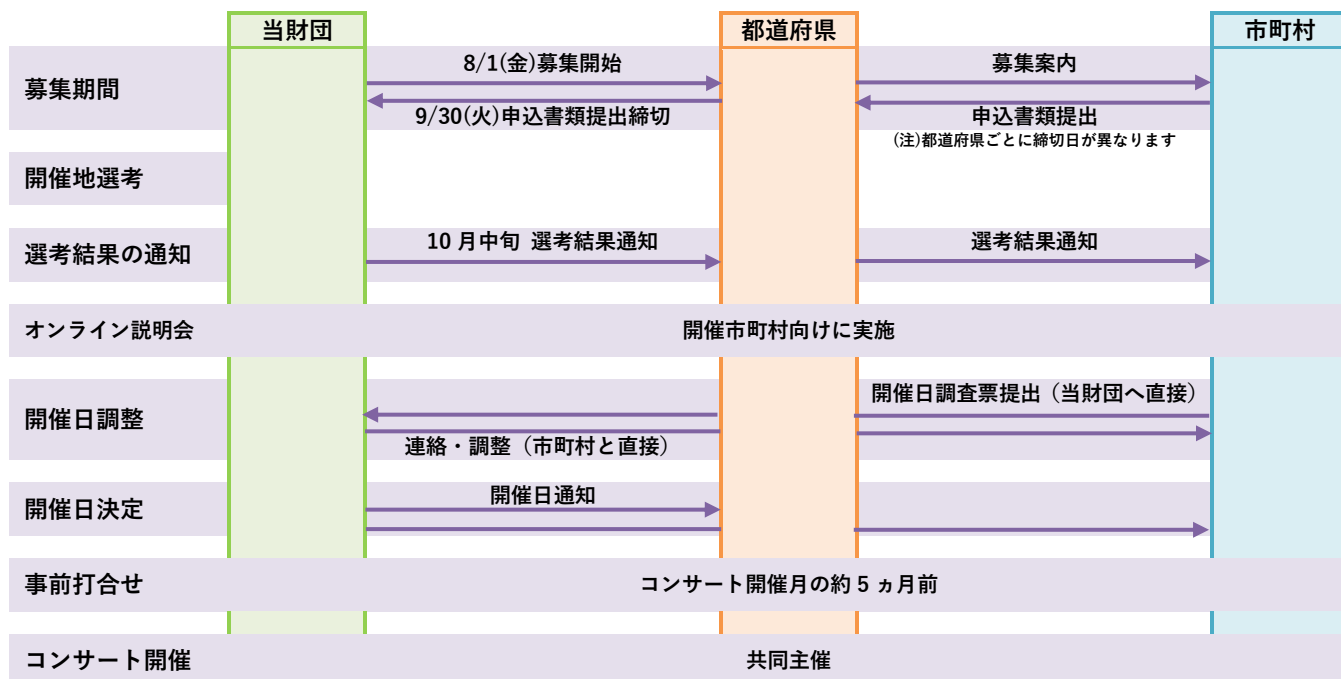 当財団
都道府県
市町村
募集期間
8/1(金)募集開始
募集案内
9/30(火)申込書類提出締切
申込書類提出
(注)都道府県ごとに締切日が異なります
開催地選考
選考結果の通知
10月中旬 選考結果通知
選考結果通知
オンライン説明会
開催市町村向けに実施
開催日調整
開催日調査票提出（当財団へ直接）
連絡・調整（市町村と直接）
開催日決定
開催日通知
事前打合せ
コンサート開催月の約5ヵ月前
コンサート開催
共同主催